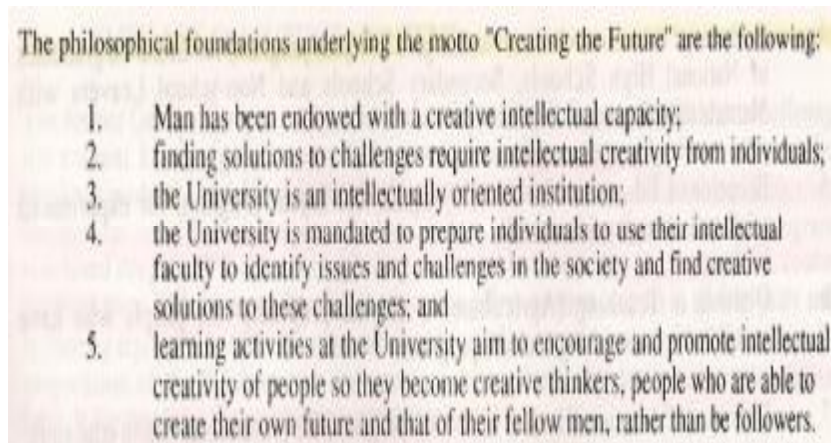 The philosophical foundations underlying the motto "Creating the Future" are the following:
1. Man has been endowed with a creative intellectual capacity;
2. finding solutions to challenges require intellectual creativity from individuals;
3. the University is an intellectually oriented institution;
4. the University is mandated to prepare individuals to use their intellectual
faculty to identify issues and challenges in the society and find creative
solutions to these challenges; and
5. learning activities at the University aim to encourage and promote intellectual
creativity of people so they become creative thinkers, people who are able to
create their own future and that of their fellow men, rather than be followers.